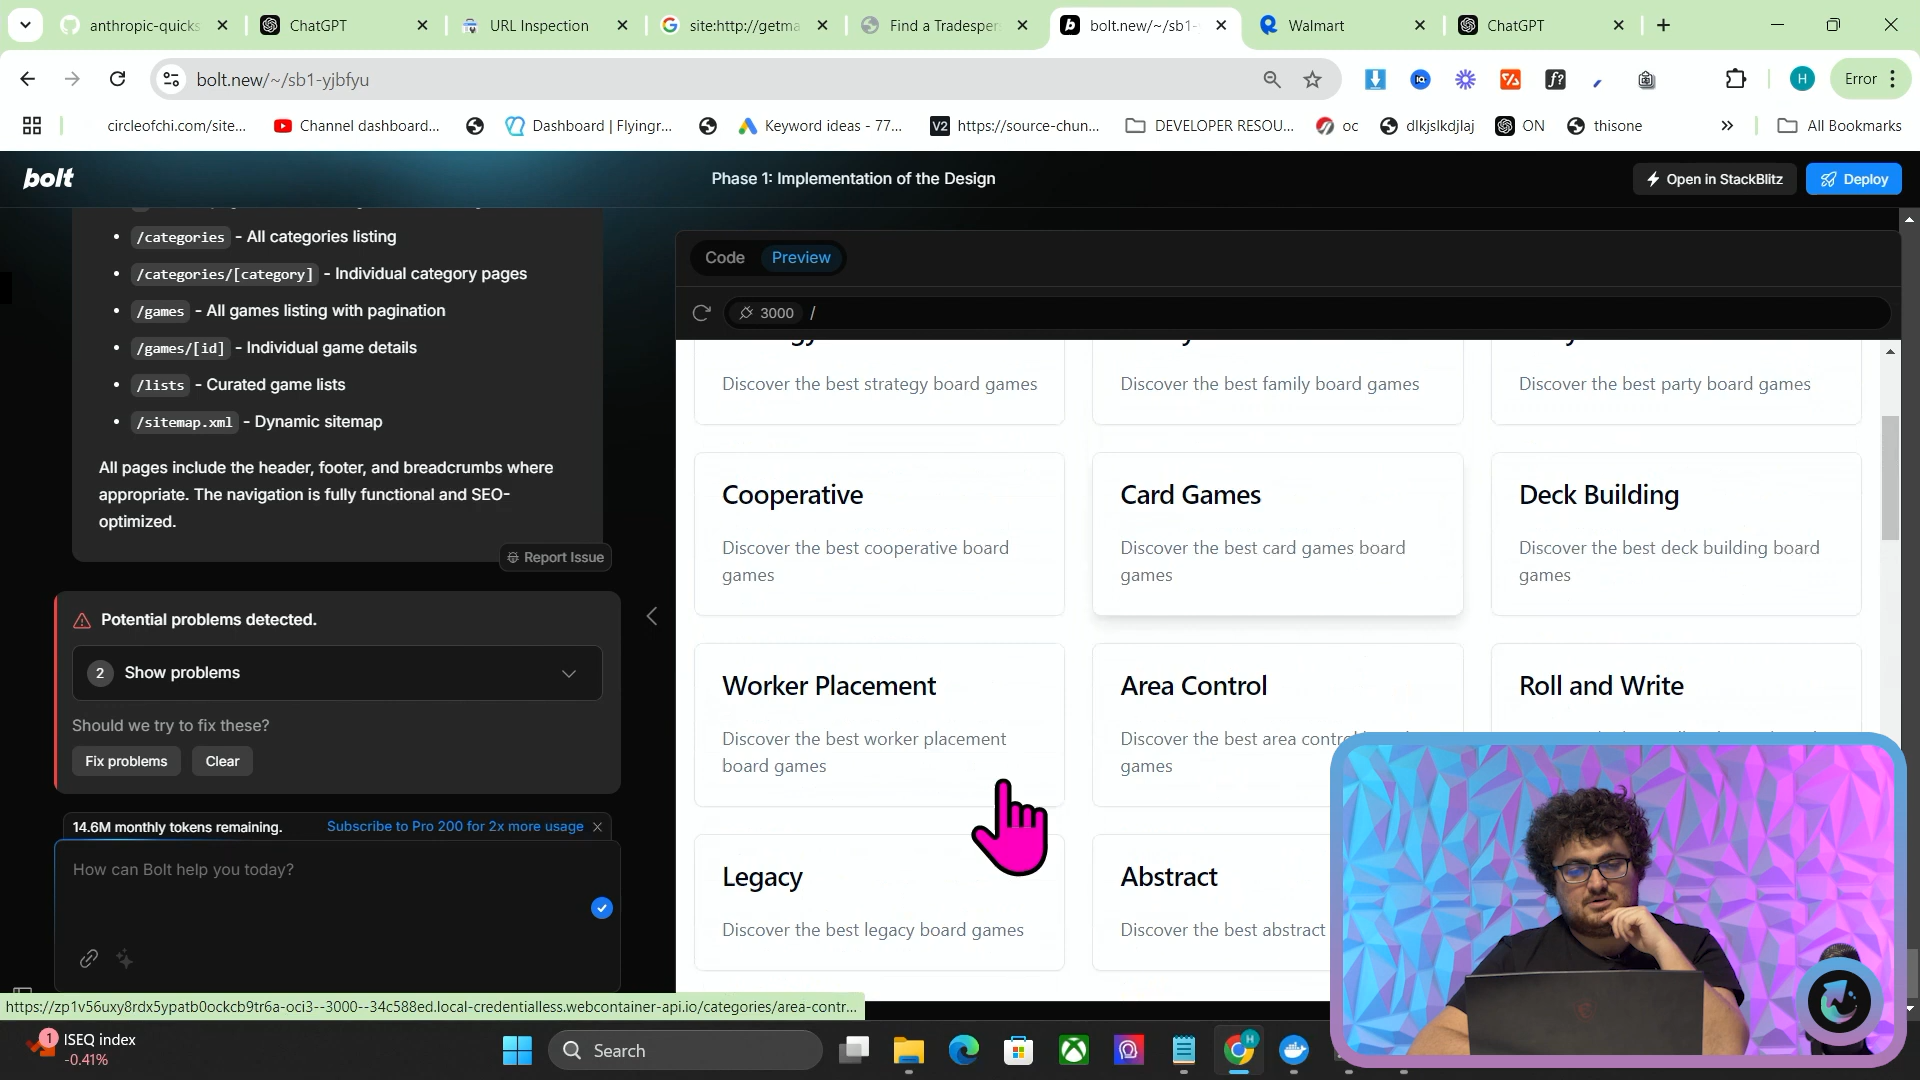 anthropic-quicks
ChatGPT
URL Inspection
site:http://getma
Find a Tradespers
bolt.new/~/sb1-
Walmart
ChatGPT
bolt.new/~/sb1-yjbfyu
H
Error
circleofchi.com/site...
Channel dashboard...
Dashboard | Flyingr...
Keyword ideas - 77...
V2 https://source-chun...
DEVELOPER RESOU...
oc
dlkjslkdjlaj
ON
thisone
All Bookmarks
bolt
Phase 1: Implementation of the Design
Open in StackBlitz
Deploy
/categories - All categories listing
/categories/[category] - Individual category pages
/games - All games listing with pagination
/games/[id] - Individual game details
/lists - Curated game lists
/sitemap.xml - Dynamic sitemap
All pages include the header, footer, and breadcrumbs where
appropriate. The navigation is fully functional and SEO-
optimized.
Report Issue
Potential problems detected.
2 Show problems
Should we try to fix these?
Fix problems
Clear
14.6M monthly tokens remaining.
Subscribe to Pro 200 for 2x more usage
How can Bolt help you today?
Code
Preview
3000 /
Discover the best strategy board games
Discover the best family board games
Discover the best party board games
Cooperative
Discover the best cooperative board
games
Card Games
Discover the best card games board
games
Deck Building
Discover the best deck building board
games
Worker Placement
Discover the best worker placement
board games
Area Control
Discover the best area contr
games
Roll and Write
Legacy
Discover the best legacy board games
Abstract
Discover the best abstract
https://zp1v56uxy8rdx5ypatb0ockcb9tr6a-oci3--3000--34c588ed.local-credentialless.webcontainer-api.io/categories/area-contr...
1
ISEQ index
-0.41%
Search